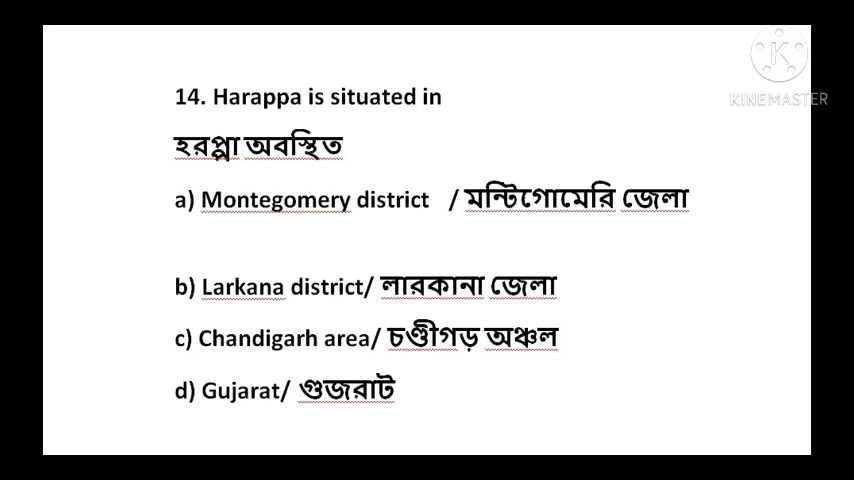 KINEMASTER
14. Harappa is situated in
হরপ্পা অবস্থিত
a) Montegomery district / মন্টিগোমেরি জেলা
b) Larkana district/ লারকানা জেলা
c) Chandigarh area/ চণ্ডীগড় অঞ্চল
d) Gujarat/ গুজরাট